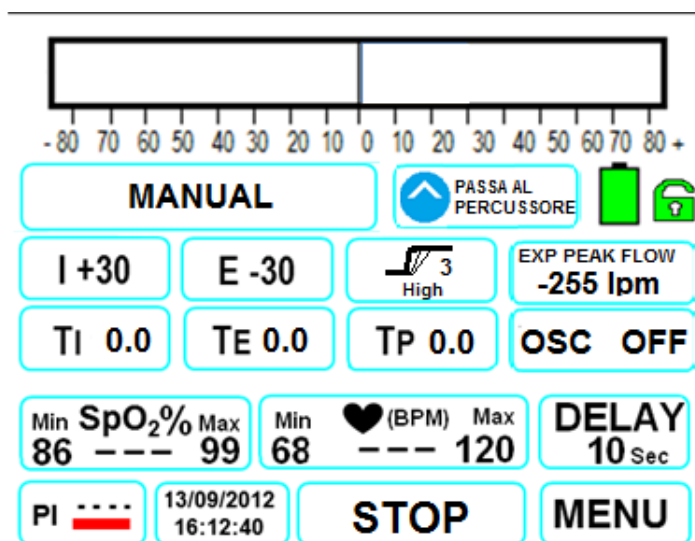 - 80 70 60 50 40 30 20 10 0 10 20 30 40 50 60 70 80 +
MANUAL
PASSA AL
PERCUSSORE
I +30
E -30
3
High
EXP PEAK FLOW
-255 lpm
TI 0.0
TE 0.0
TP 0.0
OSC OFF
Min SpO₂% Max
86 --- 99
Min (BPM) Max
68 --- 120
DELAY
10 Sec
PI ----
13/09/2012
16:12:40
STOP
MENU